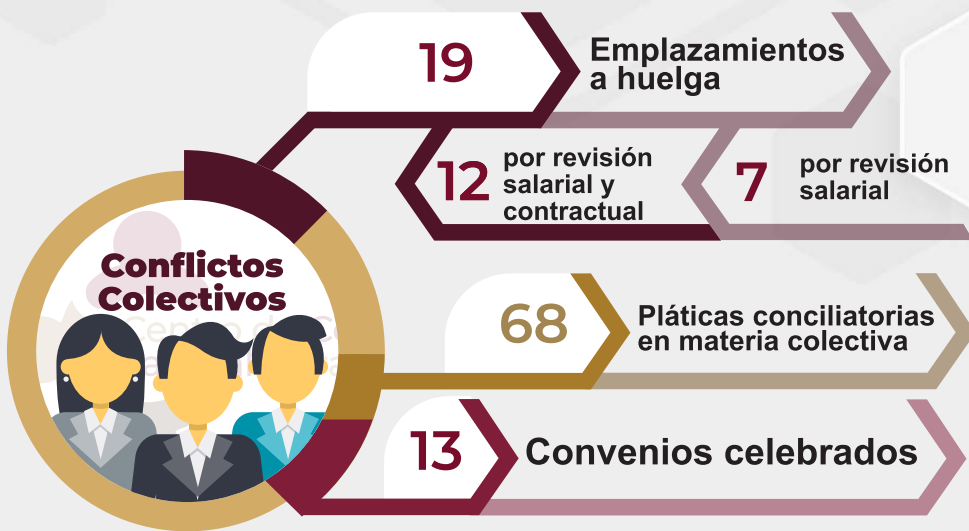 19
Emplazamientos
a huelga
12
por revisión
salarial y
contractual
7
por revisión
salarial
Conflictos
Colectivos
68
Pláticas conciliatorias
en materia colectiva
13
Convenios celebrados